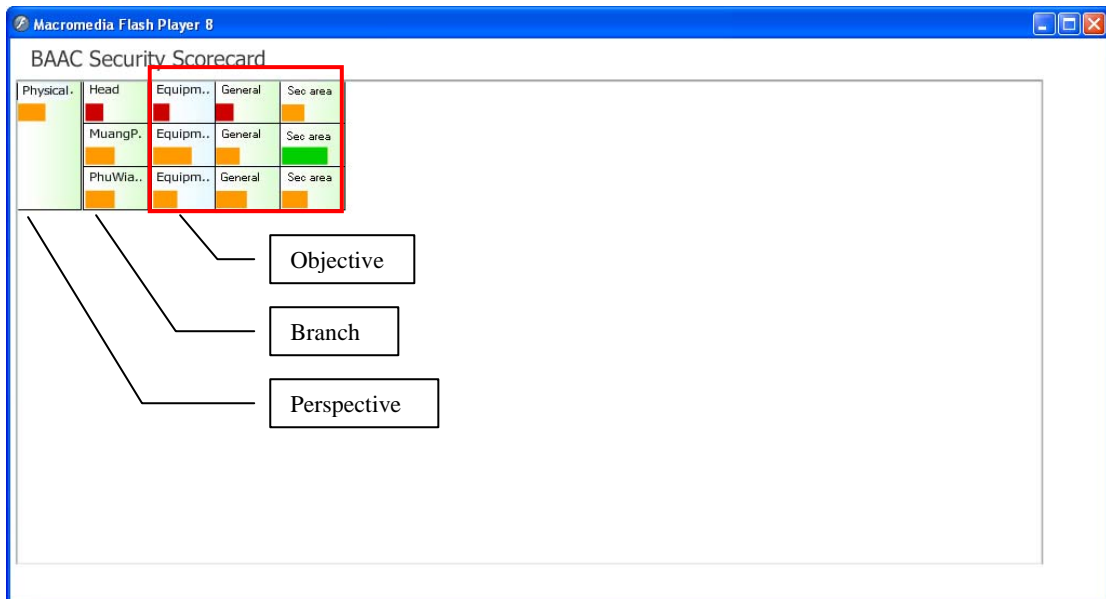 Macromedia Flash Player 8
BAAC Security Scorecard
Physical. Head Equipm.. General Sec area
MuangP. Equipm.. General Sec area
PhuWia.. Equipm.. General Sec area
Objective
Branch
Perspective